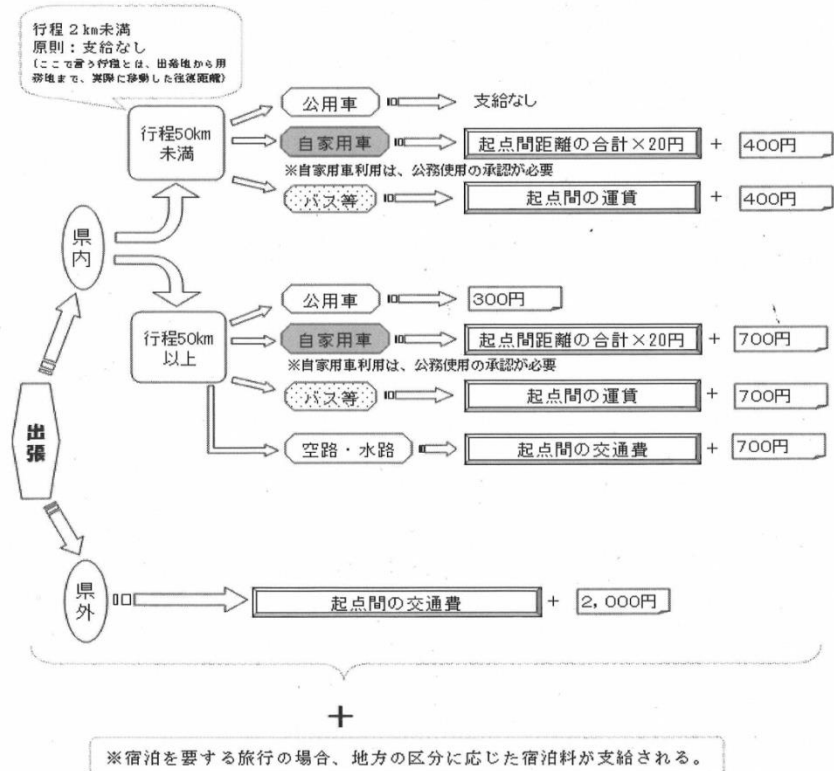 行程2km未満
原則：支給なし
(ここで言う行程とは、出発地から用
務地まで、実際に移動した往復距離)
行程50km
未満
公用車
支給なし
自家用車
起点間距離の合計×20円
+
400円
※自家用車利用は、公務使用の承認が必要
バス等
起点間の運賃
+
400円
県内
行程50km
以上
公用車
300円
自家用車
起点間距離の合計×20円
+
700円
※自家用車利用は、公務使用の承認が必要
バス等
起点間の運賃
+
700円
空路・水路
起点間の交通費
+
700円
出張
県外
起点間の交通費
+
2,000円
+
※宿泊を要する旅行の場合、地方の区分に応じた宿泊料が支給される。